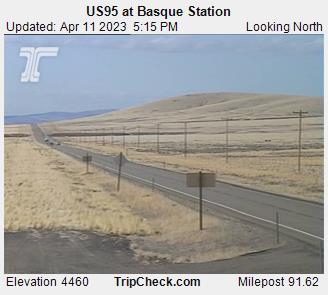 US95 at Basque Station
Updated: Apr 11 2023 5:15 PM Looking North
Elevation 4460 TripCheck.com Milepost 91.62